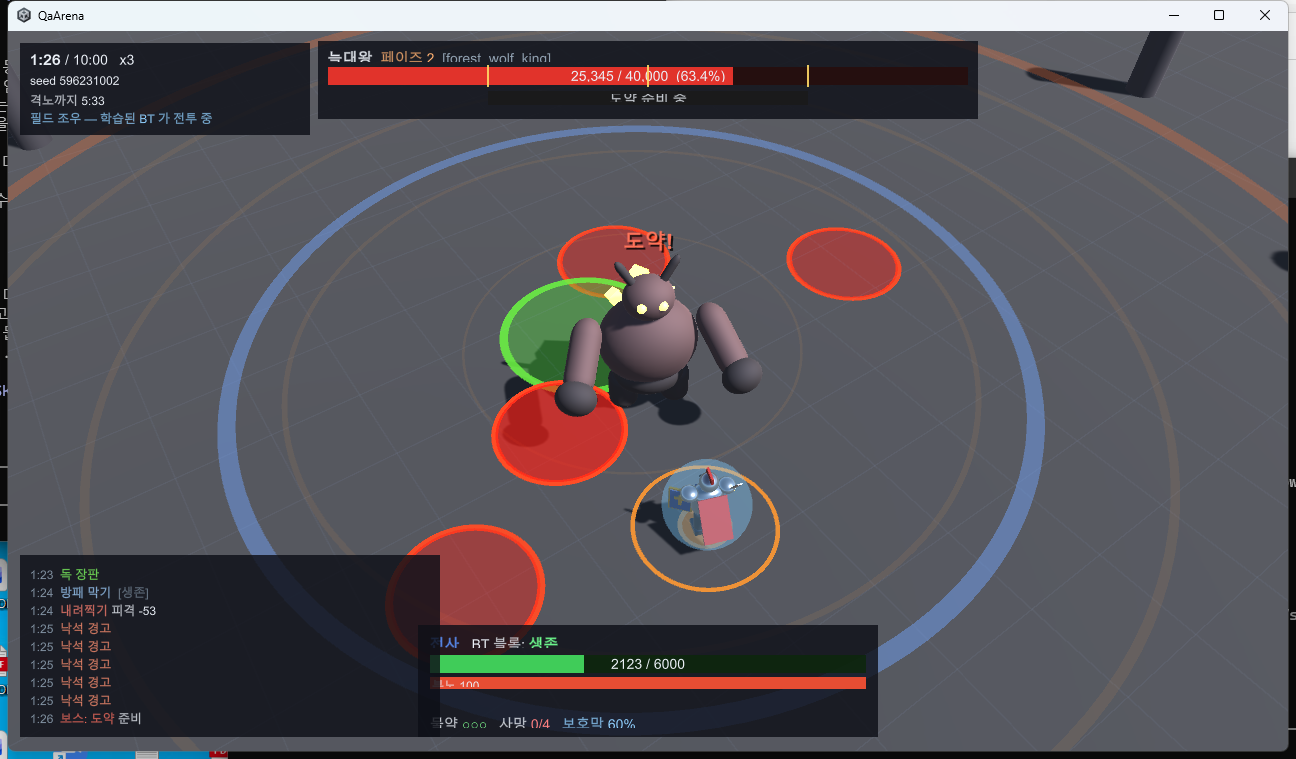 QaArena
1:26 / 10:00 x3
seed 596231002
격노까지 5:33
필드 조우 — 학습된 BT 가 전투 중
늑대왕 페이즈 2 [forest_wolf_king]
25,345 / 40,000 (63.4%)
도약 준비 중
도약!
1:23 독 장판
1:24 방패 막기 [생존]
1:24 내려찍기 피격 -53
1:25 낙석 경고
1:25 낙석 경고
1:25 낙석 경고
1:25 낙석 경고
1:25 낙석 경고
1:26 보스: 도약 준비
전사 BT 블록: 생존
2123 / 6000
분노 100
물약 ○○○ 사망 0/4 보호막 60%